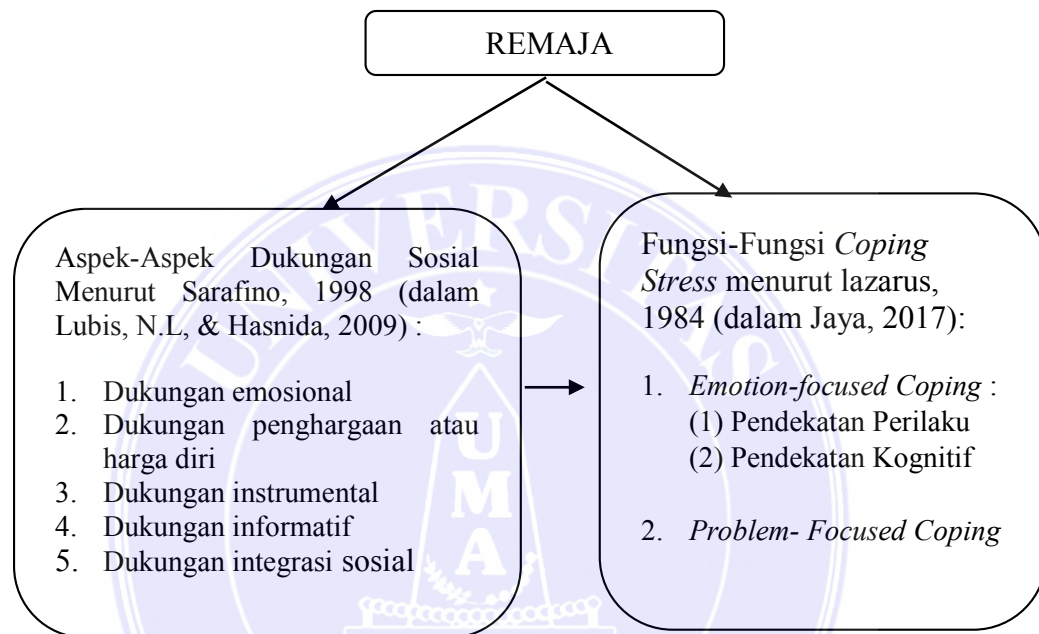 REMAJA
Aspek-Aspek Dukungan Sosial
Menurut Sarafino, 1998 (dalam
Lubis, N.L, & Hasnida, 2009) :
1. Dukungan emosional
2. Dukungan penghargaan atau
harga diri
3. Dukungan instrumental
4. Dukungan informatif
5. Dukungan integrasi sosial
Fungsi-Fungsi Coping
Stress menurut lazarus,
1984 (dalam Jaya, 2017):
1. Emotion-focused Coping :
(1) Pendekatan Perilaku
(2) Pendekatan Kognitif
2. Problem- Focused Coping
UNIVERSITAS
U
M
A